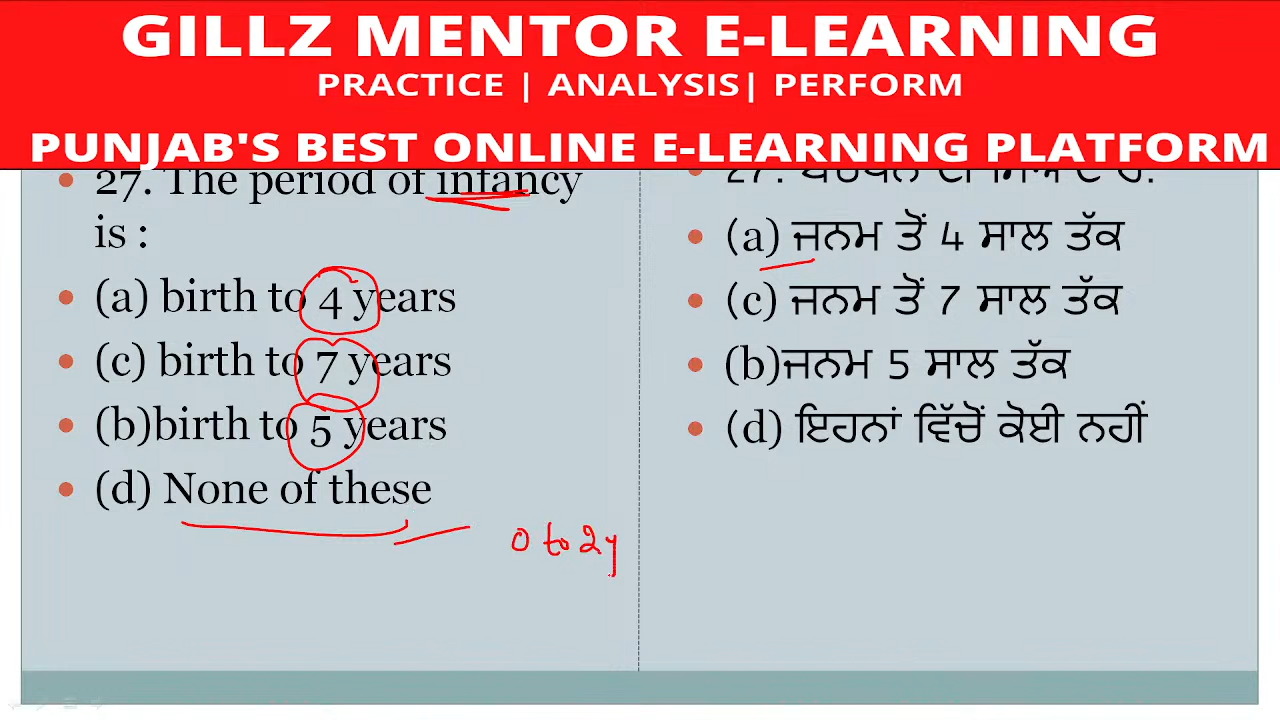 GILLZ MENTOR E-LEARNING
PRACTICE | ANALYSIS| PERFORM
PUNJAB'S BEST ONLINE E-LEARNING PLATFORM
• 27. The period of infancy
is :
• (a) birth to 4 years
• (c) birth to 7 years
• (b)birth to 5 years
• (d) None of these
0 to 2y
• 27.
• (a) ਜਨਮ ਤੋਂ 4 ਸਾਲ ਤੱਕ
• (c) ਜਨਮ ਤੋਂ 7 ਸਾਲ ਤੱਕ
• (b)ਜਨਮ 5 ਸਾਲ ਤੱਕ
• (d) ਇਹਨਾਂ ਵਿੱਚੋਂ ਕੋਈ ਨਹੀਂ